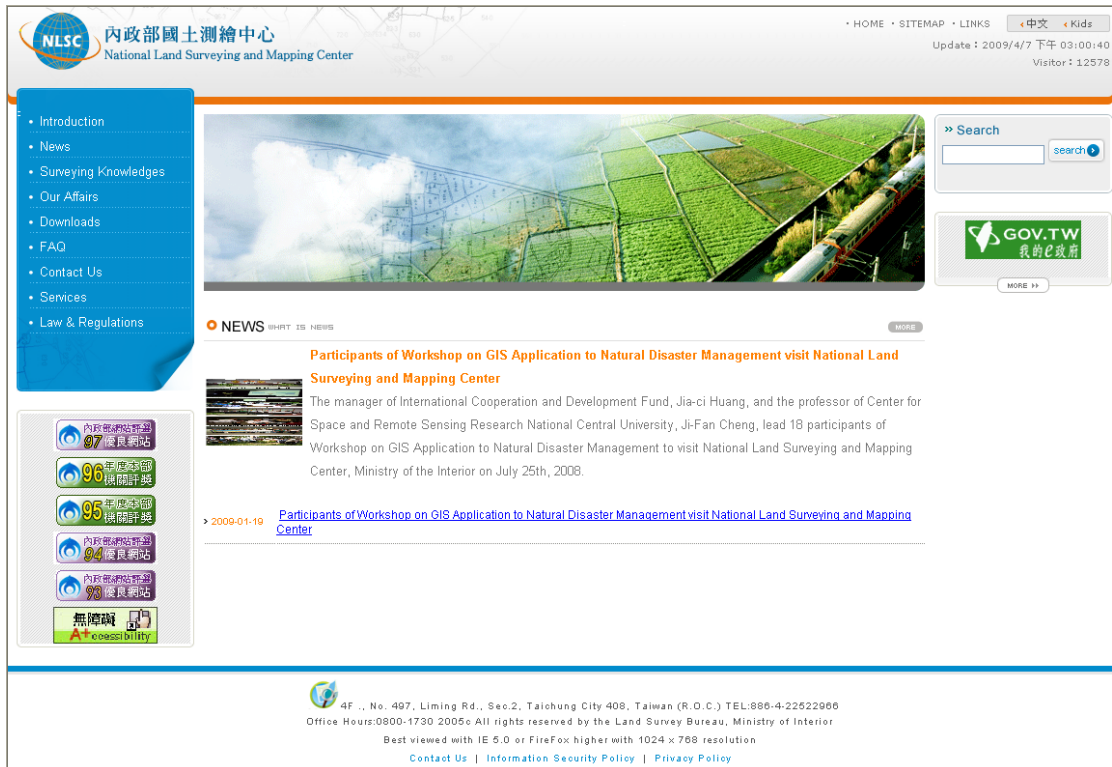 NLSC 內政部國土測繪中心
National Land Surveying and Mapping Center
• HOME • SITEMAP • LINKS 中文 Kids
Update：2009/4/7 下午 03:00:40
Visitor：12578
• Introduction
• News
• Surveying Knowledges
• Our Affairs
• Downloads
• FAQ
• Contact Us
• Services
• Law & Regulations
» Search
search
GOV.TW
我的e政府
MORE
NEWS WHAT IS NEWS
MORE
Participants of Workshop on GIS Application to Natural Disaster Management visit National Land
Surveying and Mapping Center
The manager of International Cooperation and Development Fund, Jia-ci Huang, and the professor of Center for
Space and Remote Sensing Research National Central University, Ji-Fan Cheng, lead 18 participants of
Workshop on GIS Application to Natural Disaster Management to visit National Land Surveying and Mapping
Center, Ministry of the Interior on July 25th, 2008.
2009-01-19 Participants of Workshop on GIS Application to Natural Disaster Management visit National Land Surveying and Mapping
Center
內政部網站評選
97優良網站
96年度本部
機關評獎
95年度本部
機關評獎
內政部網站評選
94優良網站
內政部網站評選
93優良網站
無障礙
A+ccessibility
4F ., No. 497, Liming Rd., Sec.2, Taichung City 408, Taiwan (R.O.C.) TEL:886-4-22522966
Office Hours:0800-1730 2005c All rights reserved by the Land Survey Bureau, Ministry of Interior
Best viewed with IE 5.0 or FireFox higher with 1024 x 768 resolution
Contact Us | Information Security Policy | Privacy Policy